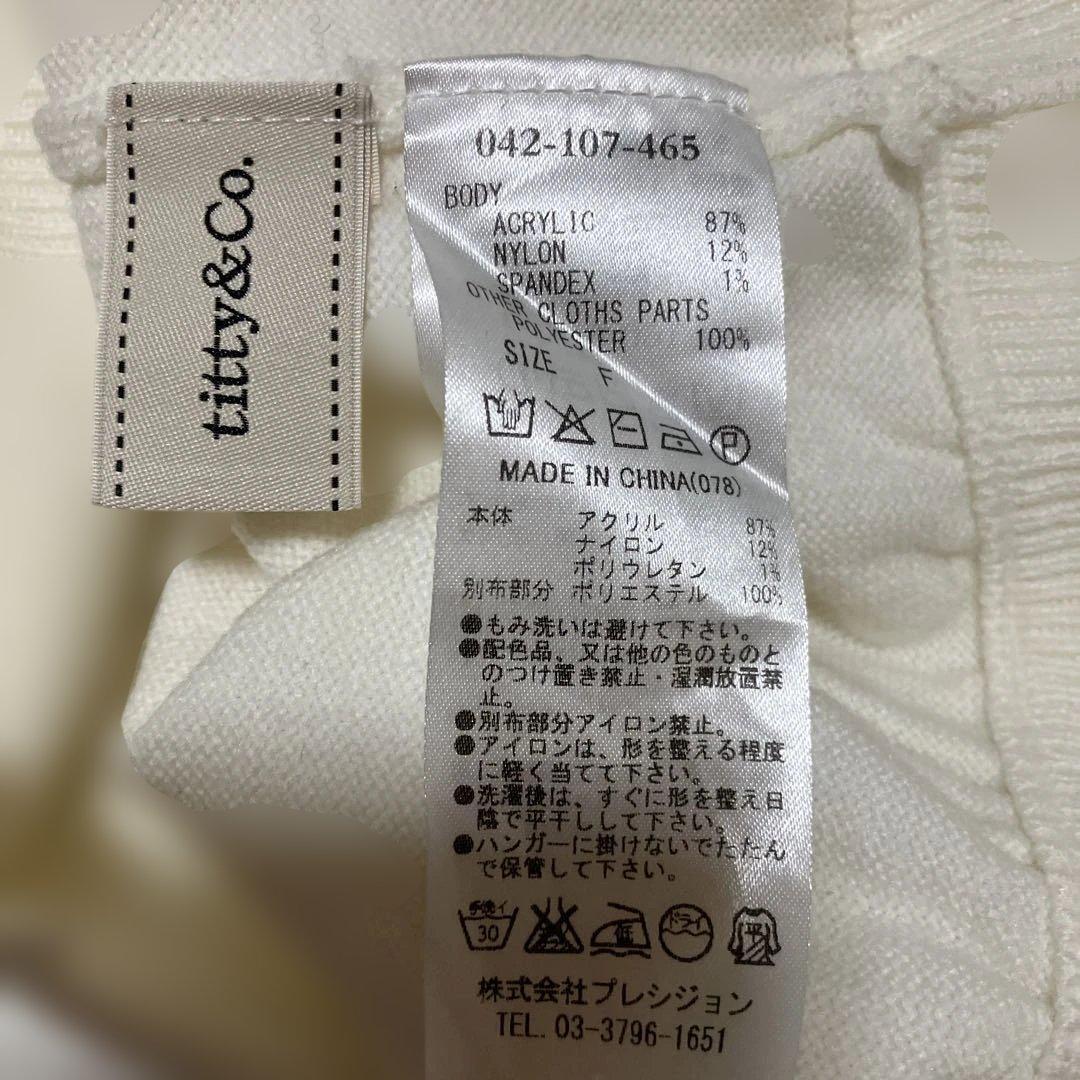 titty&Co.
042-107-465
BODY
ACRYLIC 87%
NYLON 12%
SPANDEX 1%
OTHER CLOTHS PARTS
POLYESTER 100%
SIZE F
P
MADE IN CHINA(078)
本体 アクリル 87%
ナイロン 12%
ポリウレタン 1%
別布部分 ポリエステル 100%
●もみ洗いは避けて下さい。
●配色品、又は他の色のものと
のつけ置き禁止・湿潤放置禁
止。
●別布部分アイロン禁止。
●アイロンは、形を整える程度
に軽く当てて下さい。
●洗濯後は、すぐに形を整え日
陰で平干しして下さい。
●ハンガーに掛けないでたたん
で保管して下さい。
手洗イ 30 低 ドライ 平
株式会社プレシジョン
TEL. 03-3796-1651